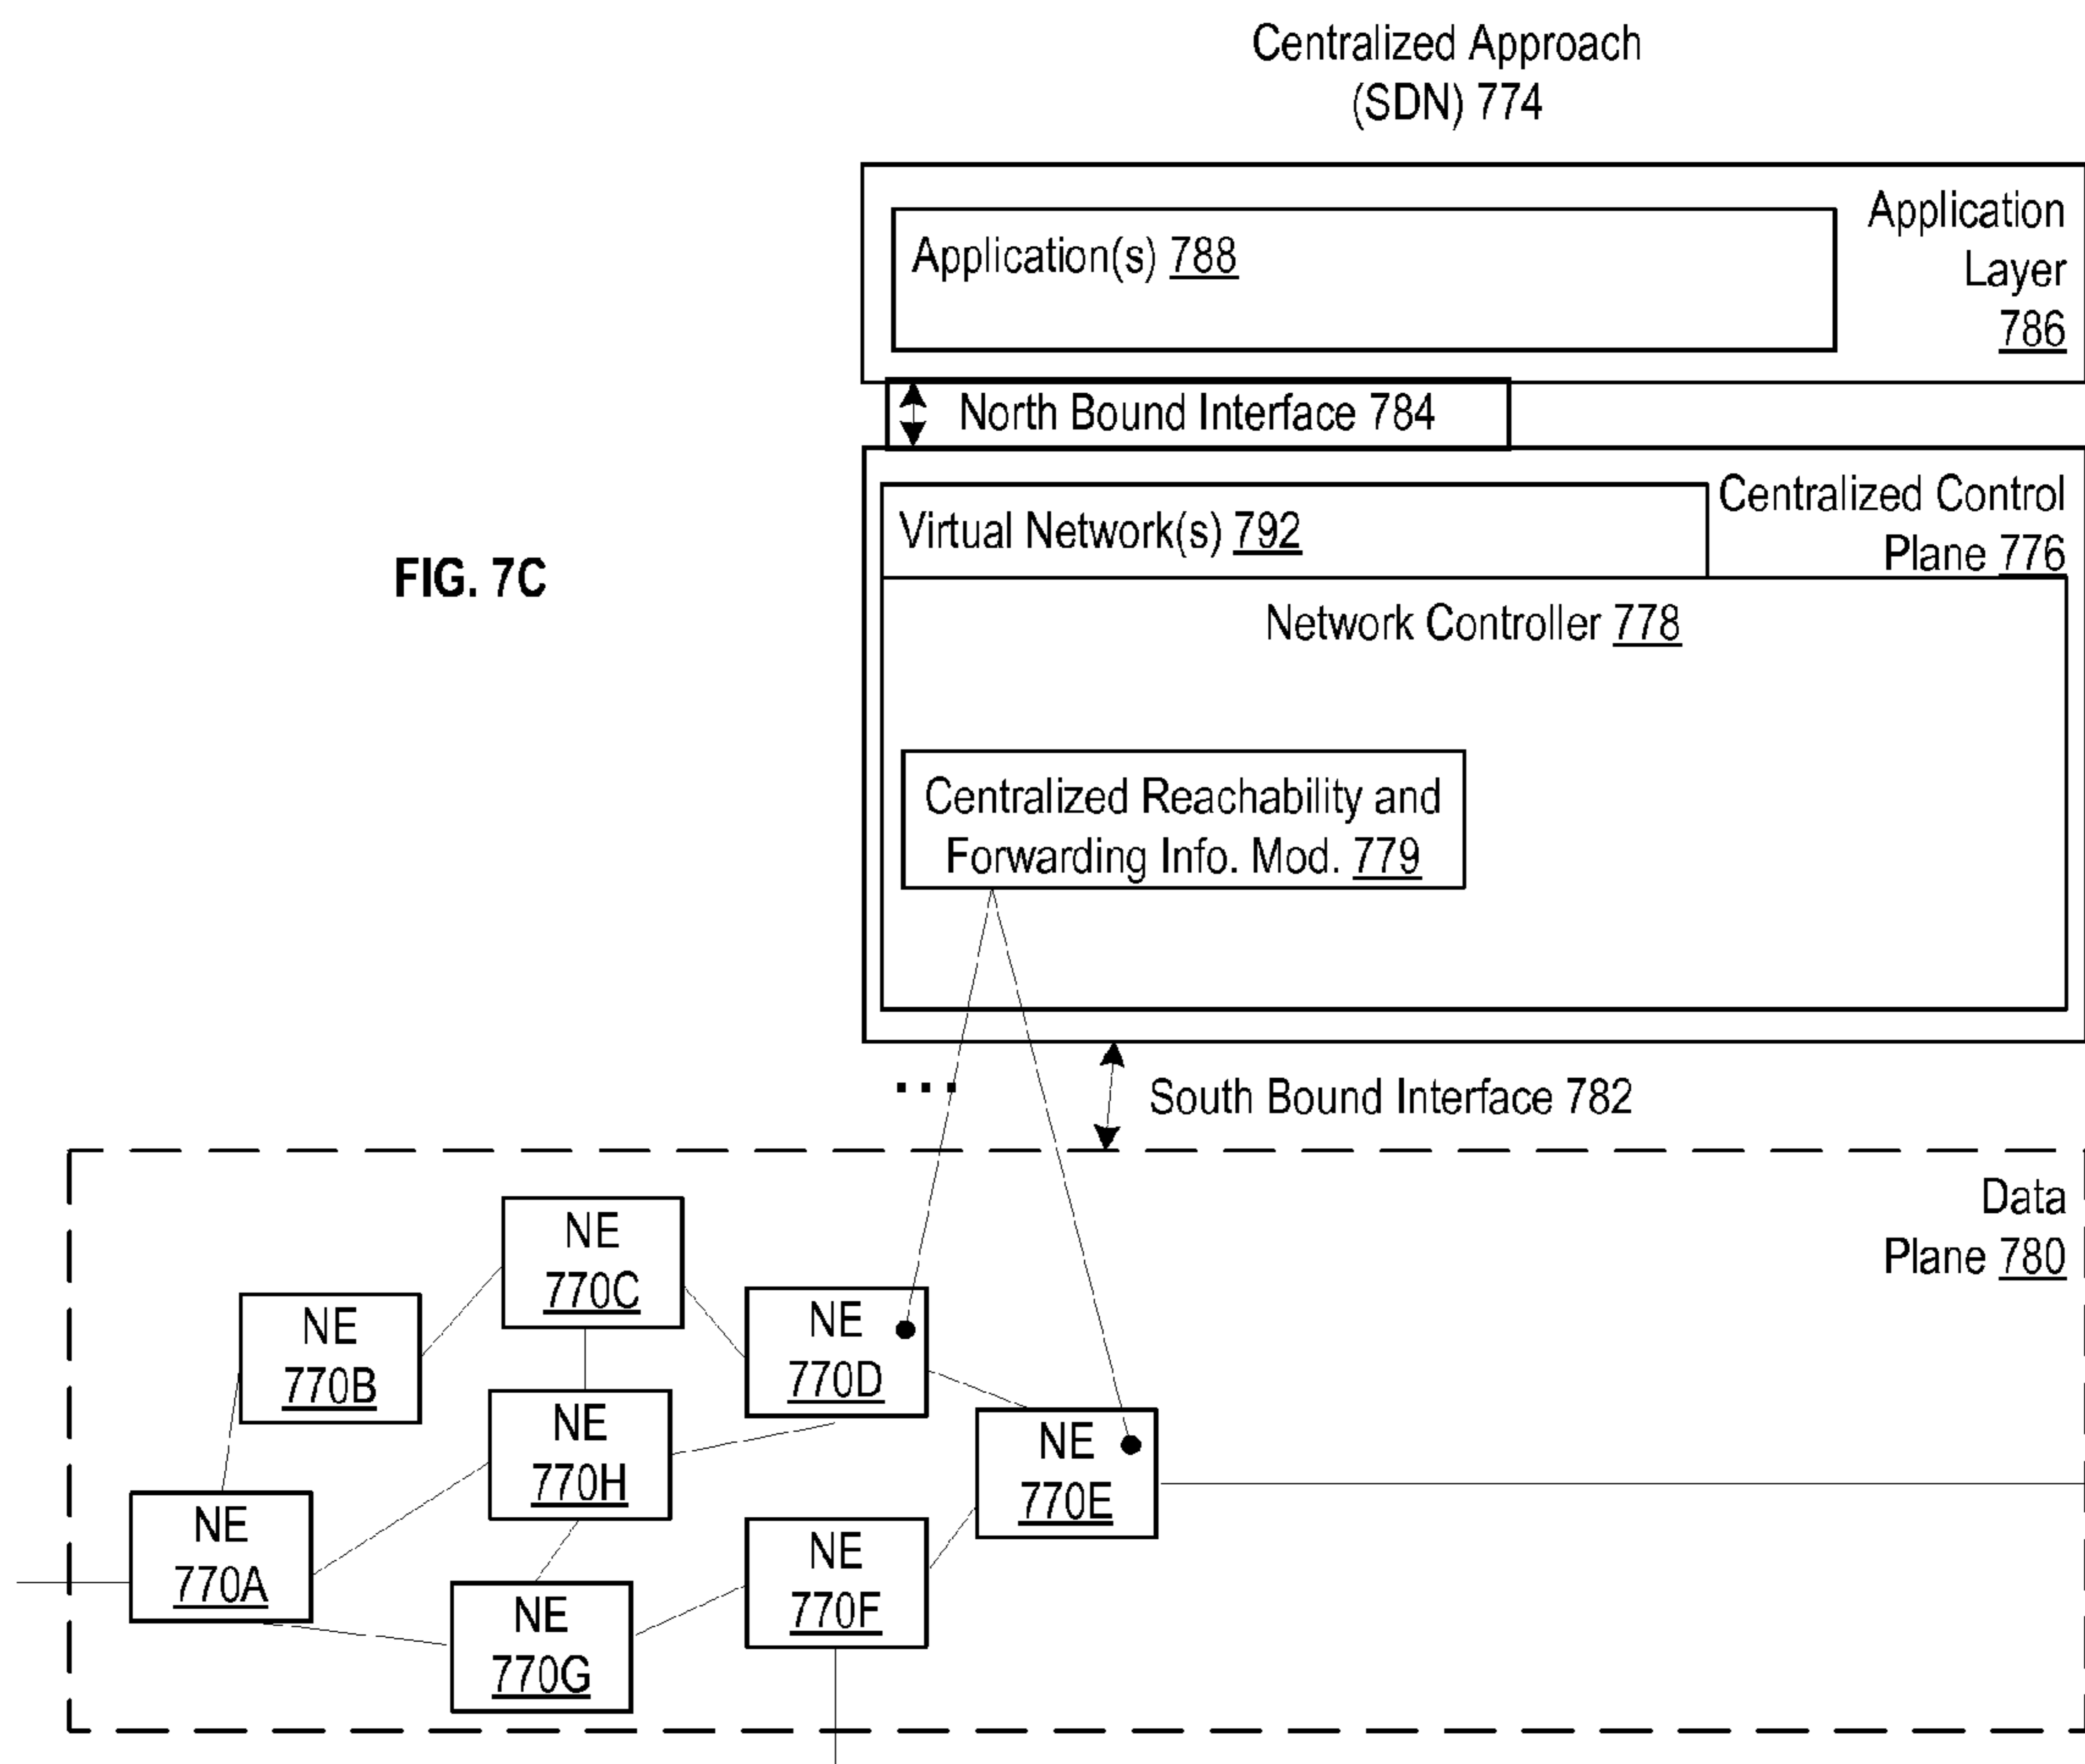 Centralized Approach
(SDN) 774
Application(s) 788
Application
Layer
786
North Bound Interface 784
Virtual Network(s) 792
Centralized Control
Plane 776
FIG. 7C
Network Controller 778
Centralized Reachability and
Forwarding Info. Mod. 779
...
South Bound Interface 782
Data
Plane 780
NE
770C
NE
770B
NE
770D
NE
770H
NE
770E
NE
770A
NE
770F
NE
770G